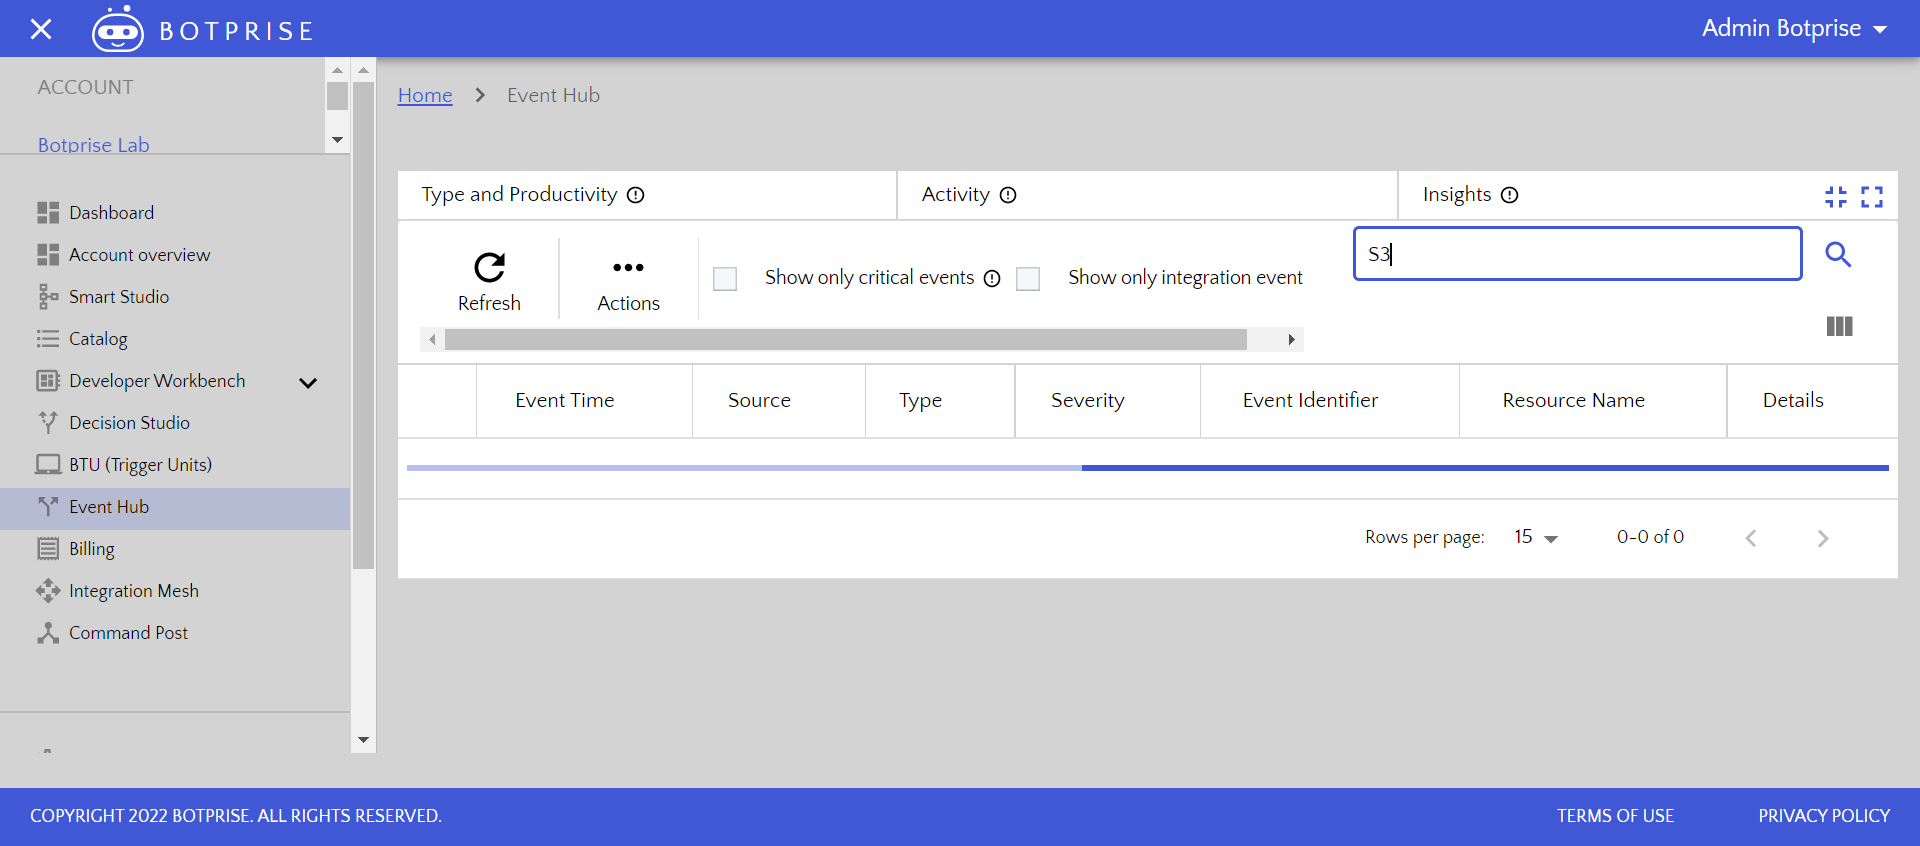 BOTPRISE
Admin Botprise
ACCOUNT
Botprise Lab
Dashboard
Account overview
Smart Studio
Catalog
Developer Workbench
Decision Studio
BTU (Trigger Units)
Event Hub
Billing
Integration Mesh
Command Post
Home
Event Hub
Type and Productivity
Activity
Insights
Refresh
Actions
Show only critical events
Show only integration event
S3
Event Time
Source
Type
Severity
Event Identifier
Resource Name
Details
Rows per page:
15
0-0 of 0
COPYRIGHT 2022 BOTPRISE. ALL RIGHTS RESERVED.
TERMS OF USE
PRIVACY POLICY